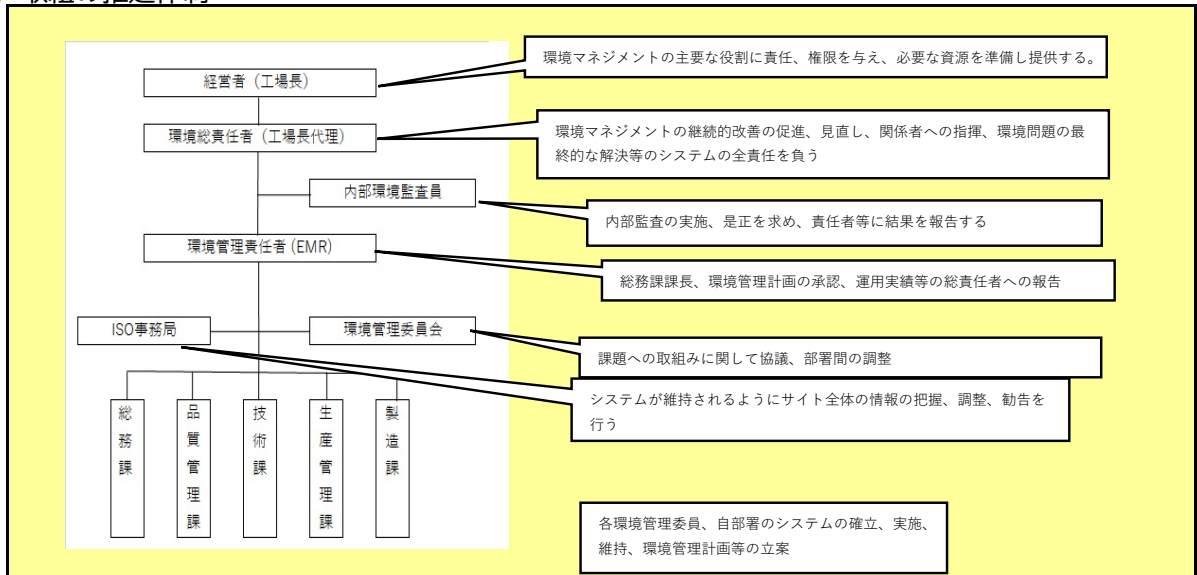 経営者（工場長）
環境マネジメントの主要な役割に責任、権限を与え、必要な資源を準備し提供する。
環境総責任者（工場長代理）
環境マネジメントの継続的改善の促進、見直し、関係者への指揮、環境問題の最
終的な解決等のシステムの全責任を負う
内部環境監査員
内部監査の実施、是正を求め、責任者等に結果を報告する
環境管理責任者(EMR)
総務課課長、環境管理計画の承認、運用実績等の総責任者への報告
ISO事務局
環境管理委員会
課題への取組みに関して協議、部署間の調整
システムが維持されるようにサイト全体の情報の把握、調整、勧告を
行う
総務課
品質管理課
技術課
生産管理課
製造課
各環境管理委員、自部署のシステムの確立、実施、
維持、環境管理計画等の立案